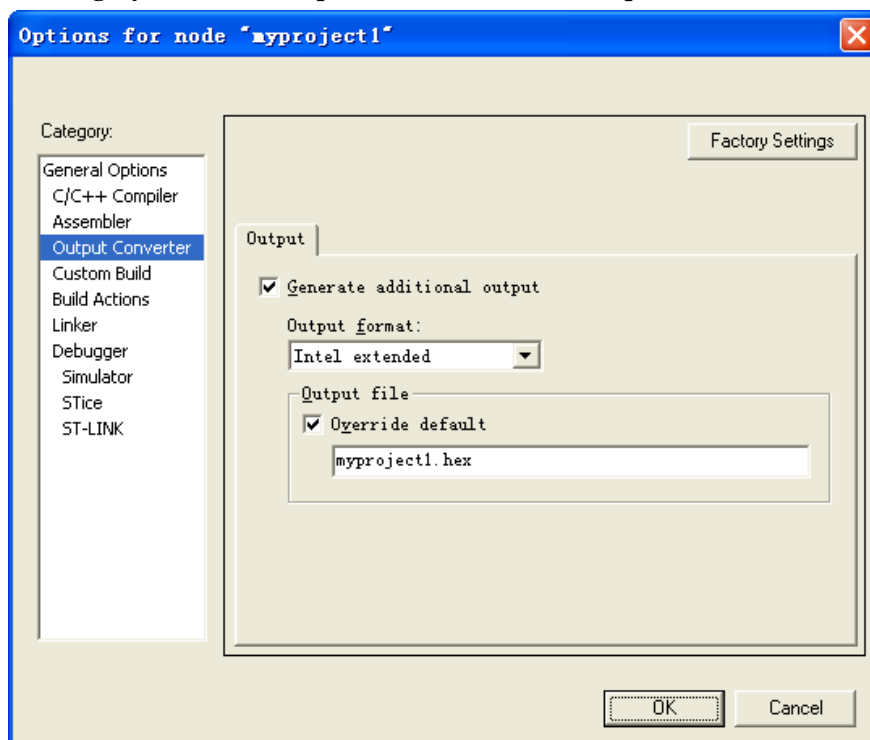 Options for node "myproject1"
Category:
Factory Settings
General Options
C/C++ Compiler
Assembler
Output Converter
Custom Build
Build Actions
Linker
Debugger
Simulator
STice
ST-LINK
Output
Generate additional output
Output format:
Intel extended
Output file
Override default
myproject1.hex
OK
Cancel